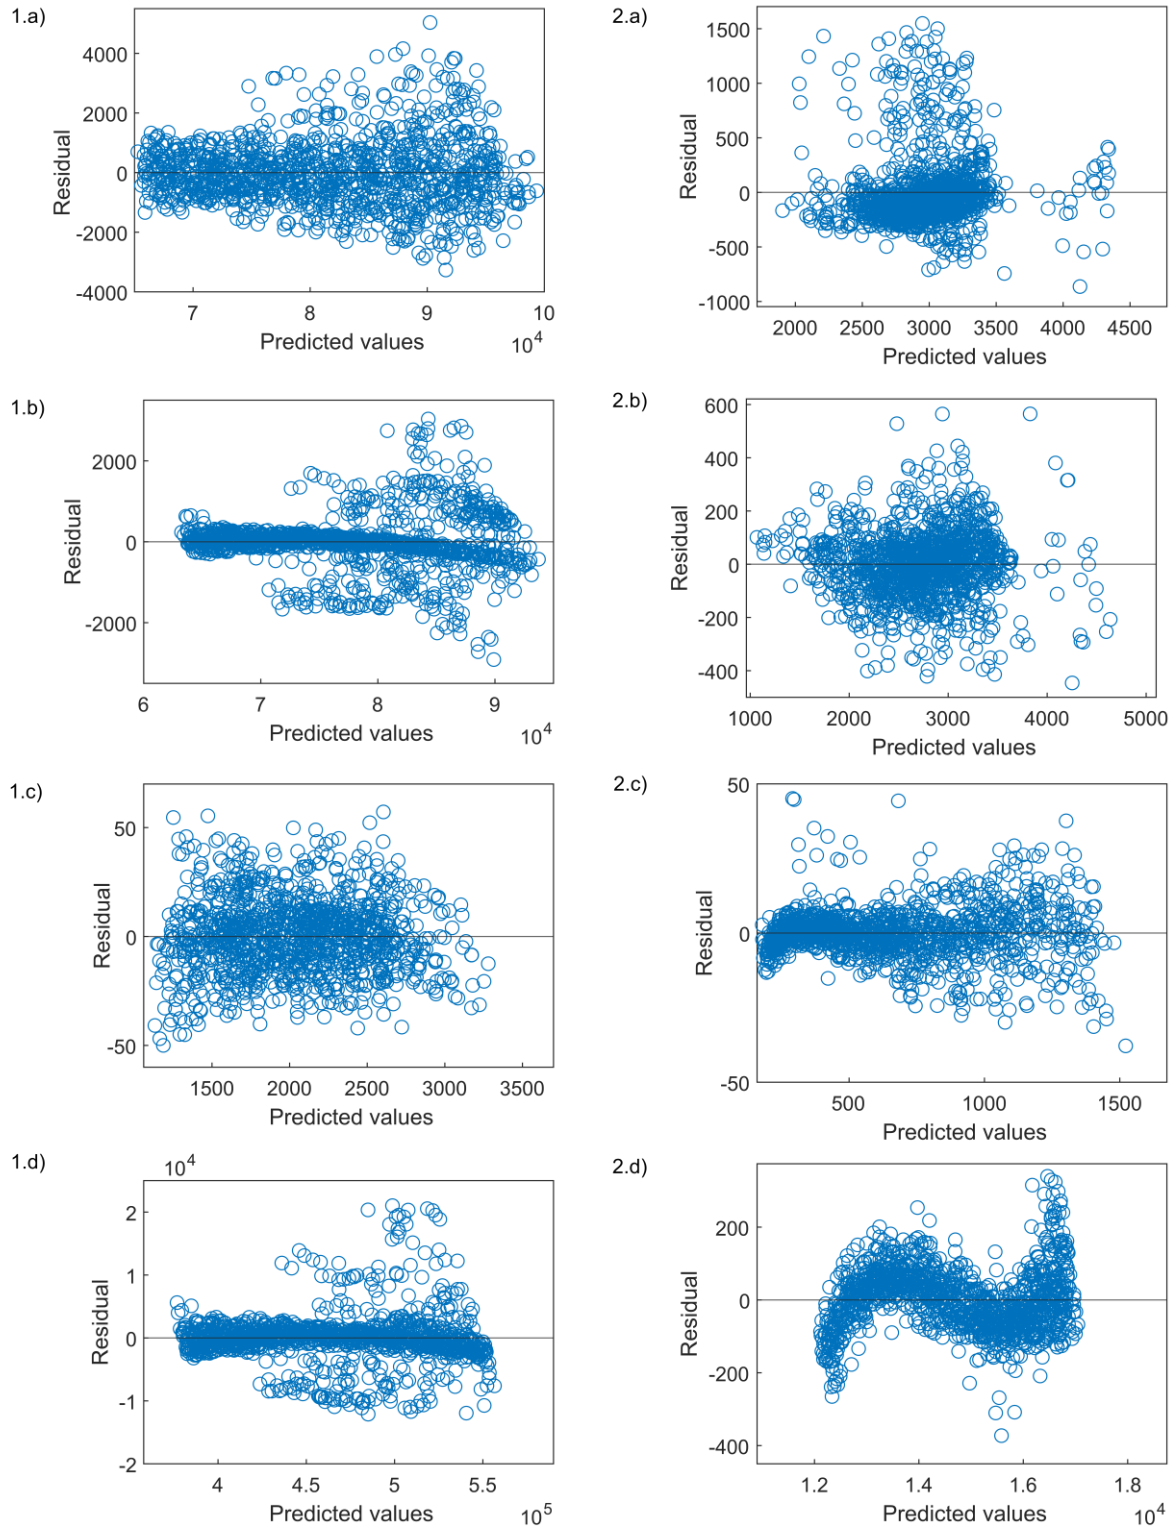 1.a)
4000
2000
0
-2000
-4000
Residual
7
8
9
10
Predicted values
10^4
2.a)
1500
1000
500
0
-500
-1000
Residual
2000 2500 3000 3500 4000 4500
Predicted values
1.b)
2000
0
-2000
Residual
6 7 8 9
Predicted values
10^4
2.b)
600
400
200
0
-200
-400
Residual
1000 2000 3000 4000 5000
Predicted values
1.c)
50
0
-50
Residual
1500 2000 2500 3000 3500
Predicted values
2.c)
50
0
-50
Residual
500 1000 1500
Predicted values
1.d)
10^4
2
1
0
-1
-2
Residual
4 4.5 5 5.5
Predicted values
10^5
2.d)
200
0
-200
-400
Residual
1.2 1.4 1.6 1.8
Predicted values
10^4